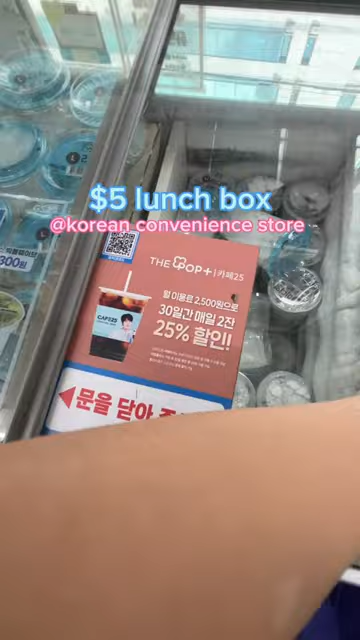 $5 lunch box
@korean convenience store
THE POP+ | 카페25
월 이용료 2,500원으로
30일간 매일 2잔
25% 할인!
CAFE25
문을 닫아
300원
L